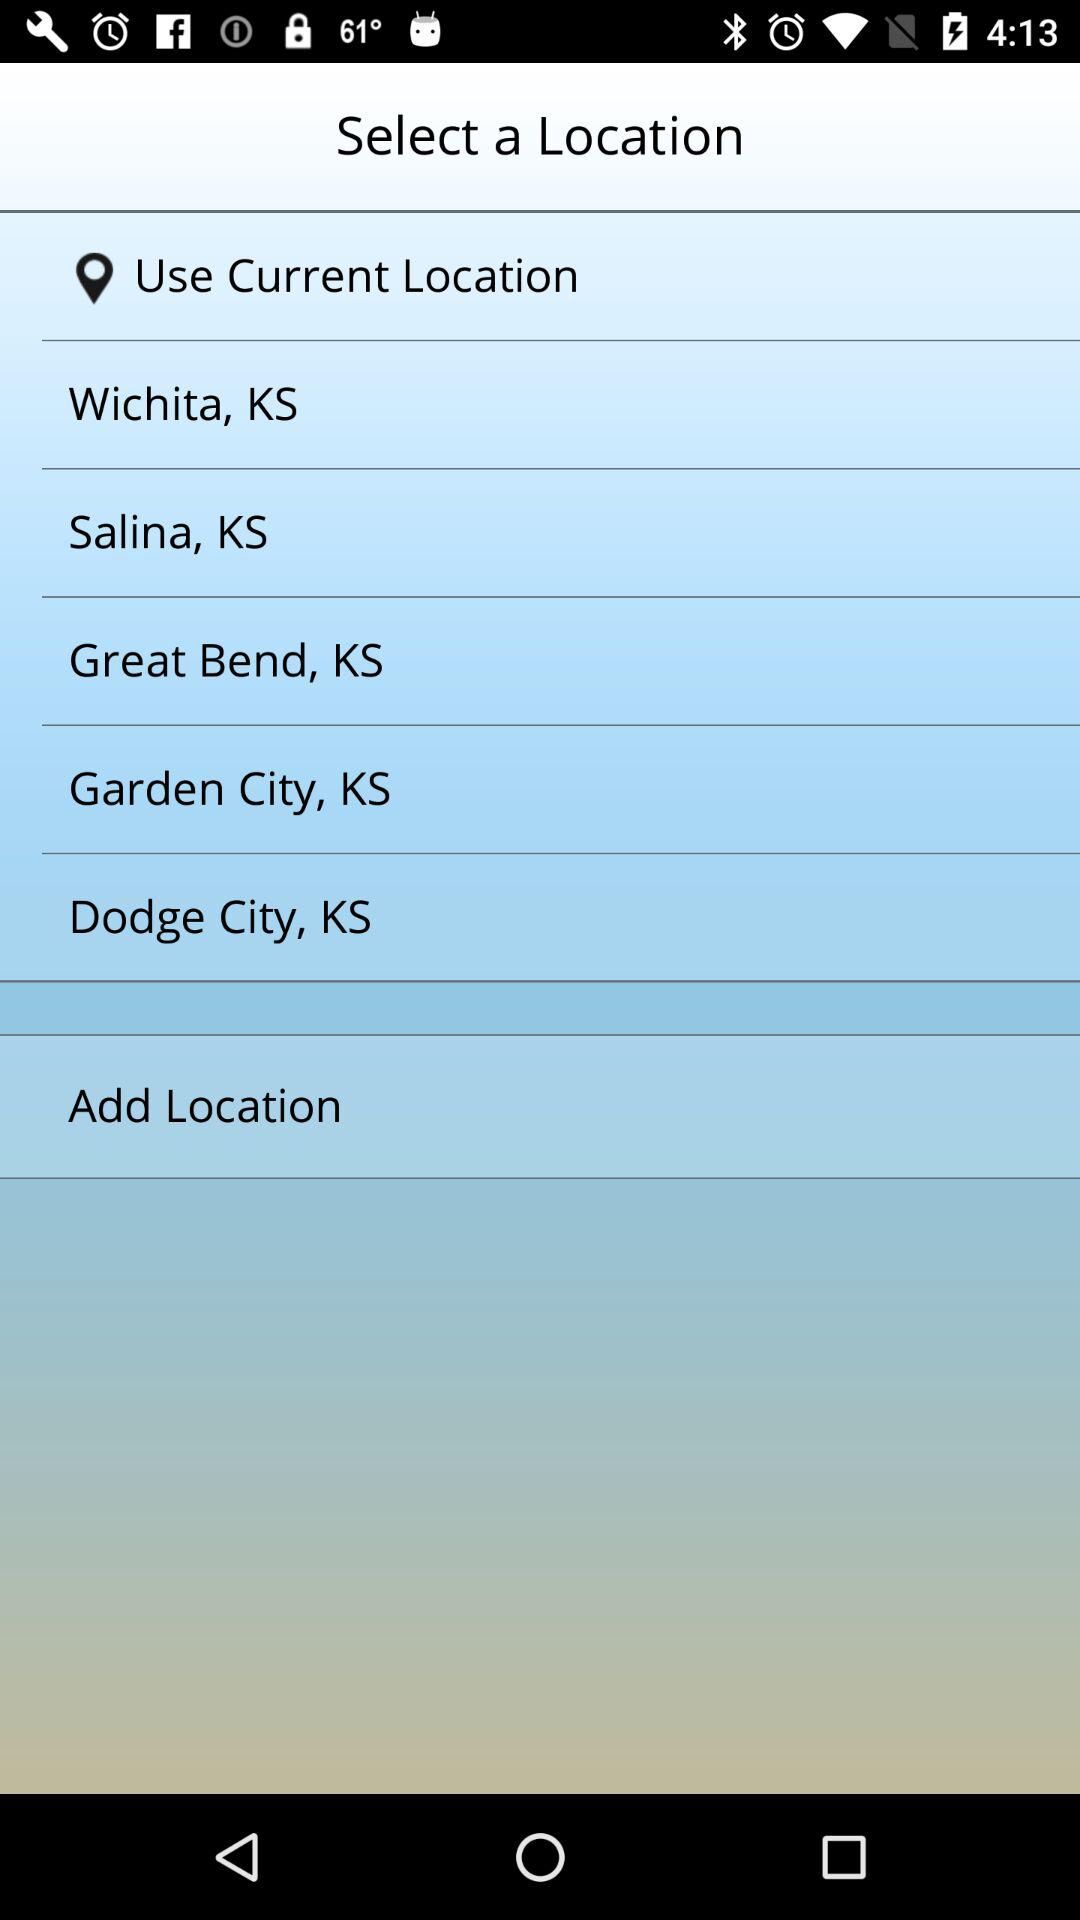 61° 4:13
Select a Location
Use Current Location
Wichita, KS
Salina, KS
Great Bend, KS
Garden City, KS
Dodge City, KS
Add Location